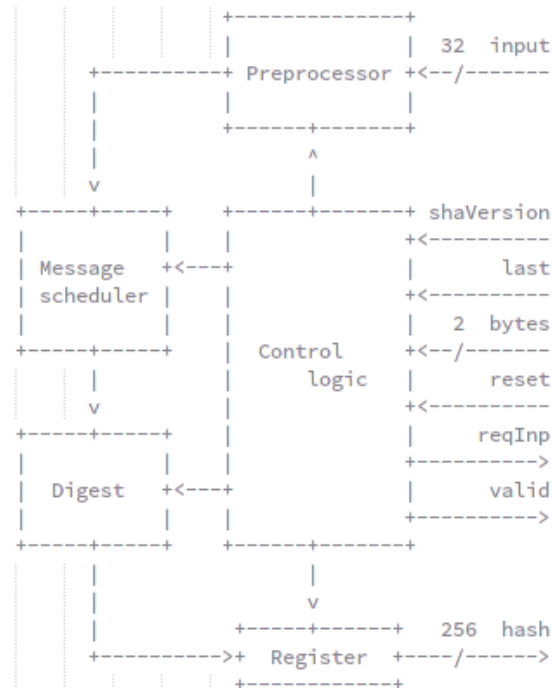 32 input
Preprocessor
shaVersion
Message
scheduler
last
2 bytes
Control
logic
reset
reqInp
Digest
valid
256 hash
Register